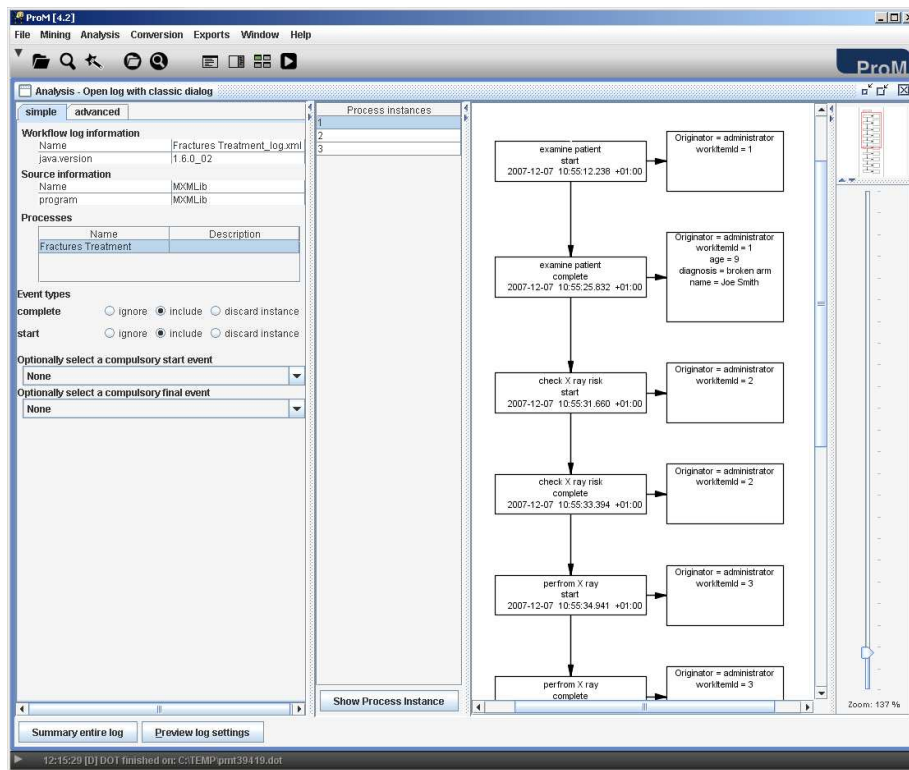 ProM [4.2]
File Mining Analysis Conversion Exports Window Help
ProM
Analysis - Open log with classic dialog
simple advanced
Workflow log information
Name Fractures Treatment_log.xml
java.version 1.6.0_02
Source information
Name MXMLib
program MXMLib
Processes
Name Description
Fractures Treatment
Event types
complete ignore include discard instance
start ignore include discard instance
Optionally select a compulsory start event
None
Optionally select a compulsory final event
None
Summary entire log Preview log settings
Process instances
1
2
3
Show Process Instance
examine patient
start
2007-12-07 10:55:12.238 +01:00
Originator = administrator
workItemId = 1
examine patient
complete
2007-12-07 10:55:25.832 +01:00
Originator = administrator
workItemId = 1
age = 9
diagnosis = broken arm
name = Joe Smith
check X ray risk
start
2007-12-07 10:55:31.660 +01:00
Originator = administrator
workItemId = 2
check X ray risk
complete
2007-12-07 10:55:33.394 +01:00
Originator = administrator
workItemId = 2
perfrom X ray
start
2007-12-07 10:55:34.941 +01:00
Originator = administrator
workItemId = 3
perfrom X ray
complete
Originator = administrator
workItemId = 3
Zoom: 137 %
12:15:29 [D] DOT finished on: C:\TEMP\pmt39419.dot